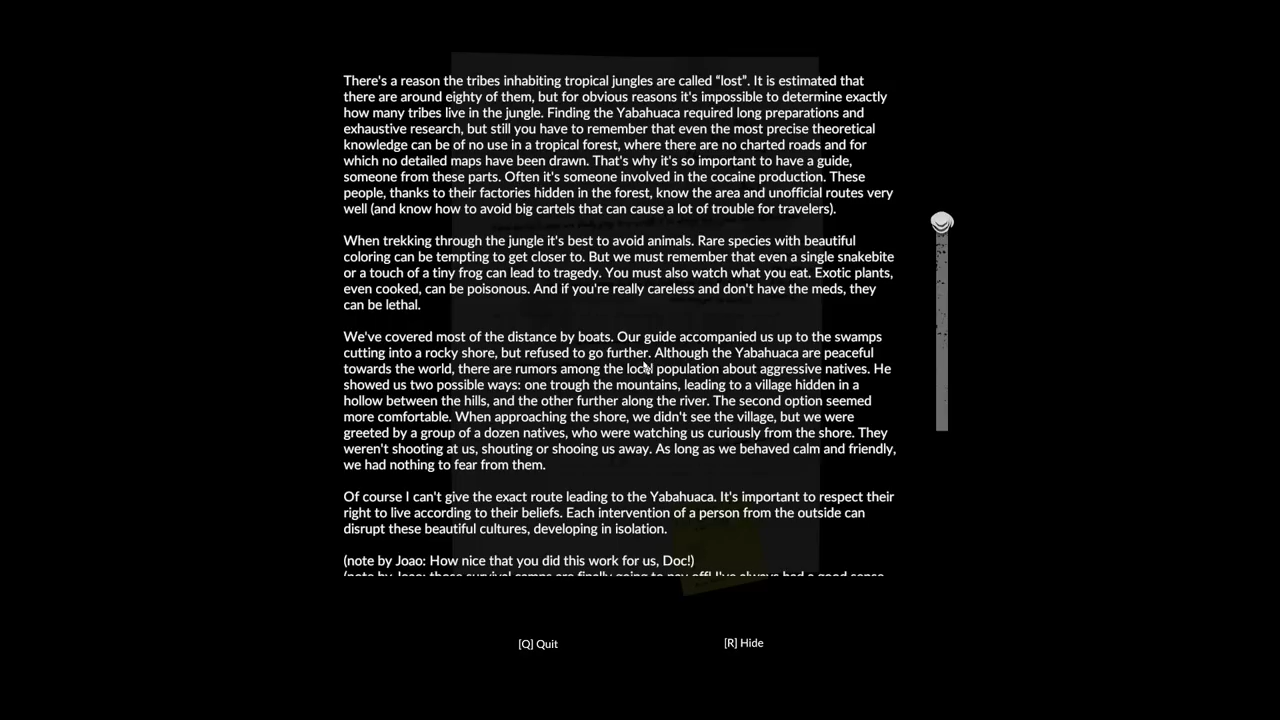 There's a reason the tribes inhabiting tropical jungles are called “lost”. It is estimated that
there are around eighty of them, but for obvious reasons it's impossible to determine exactly
how many tribes live in the jungle. Finding the Yabahuaca required long preparations and
exhaustive research, but still you have to remember that even the most precise theoretical
knowledge can be of no use in a tropical forest, where there are no charted roads and for
which no detailed maps have been drawn. That's why it's so important to have a guide,
someone from these parts. Often it's someone involved in the cocaine production. These
people, thanks to their factories hidden in the forest, know the area and unofficial routes very
well (and know how to avoid big cartels that can cause a lot of trouble for travelers).
When trekking through the jungle it's best to avoid animals. Rare species with beautiful
coloring can be tempting to get closer to. But we must remember that even a single snakebite
or a touch of a tiny frog can lead to tragedy. You must also watch what you eat. Exotic plants,
even cooked, can be poisonous. And if you're really careless and don't have the meds, they
can be lethal.
We've covered most of the distance by boats. Our guide accompanied us up to the swamps
cutting into a rocky shore, but refused to go further. Although the Yabahuaca are peaceful
towards the world, there are rumors among the local population about aggressive natives. He
showed us two possible ways: one trough the mountains, leading to a village hidden in a
hollow between the hills, and the other further along the river. The second option seemed
more comfortable. When approaching the shore, we didn't see the village, but we were
greeted by a group of a dozen natives, who were watching us curiously from the shore. They
weren't shooting at us, shouting or shooing us away. As long as we behaved calm and friendly,
we had nothing to fear from them.
Of course I can't give the exact route leading to the Yabahuaca. It's important to respect their
right to live according to their beliefs. Each intervention of a person from the outside can
disrupt these beautiful cultures, developing in isolation.
(note by Joao: How nice that you did this work for us, Doc!)
(note by Joao: those survival camps are finally going to pay off! I've always had a good sense
[Q] Quit
[R] Hide